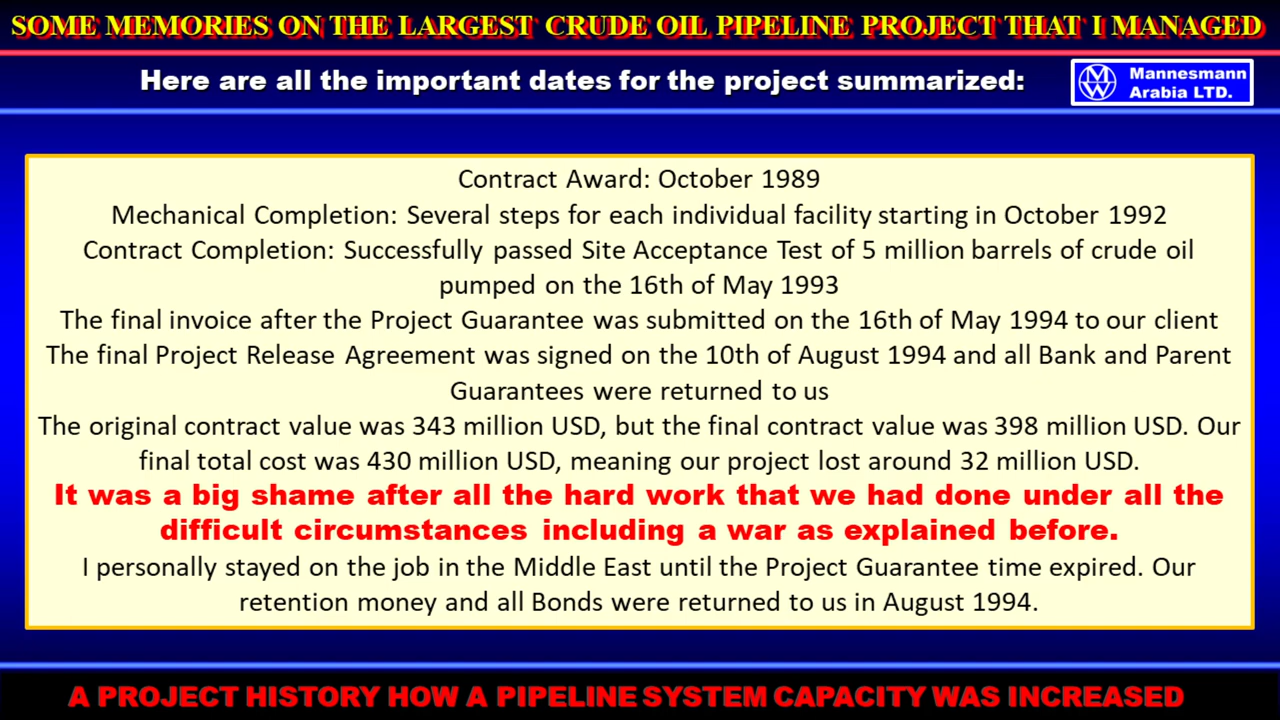 SOME MEMORIES ON THE LARGEST CRUDE OIL PIPELINE PROJECT THAT I MANAGED
Here are all the important dates for the project summarized:
Mannesmann
Arabia LTD.
Contract Award: October 1989
Mechanical Completion: Several steps for each individual facility starting in October 1992
Contract Completion: Successfully passed Site Acceptance Test of 5 million barrels of crude oil
pumped on the 16th of May 1993
The final invoice after the Project Guarantee was submitted on the 16th of May 1994 to our client
The final Project Release Agreement was signed on the 10th of August 1994 and all Bank and Parent
Guarantees were returned to us
The original contract value was 343 million USD, but the final contract value was 398 million USD. Our
final total cost was 430 million USD, meaning our project lost around 32 million USD.
It was a big shame after all the hard work that we had done under all the
difficult circumstances including a war as explained before.
I personally stayed on the job in the Middle East until the Project Guarantee time expired. Our
retention money and all Bonds were returned to us in August 1994.
A PROJECT HISTORY HOW A PIPELINE SYSTEM CAPACITY WAS INCREASED